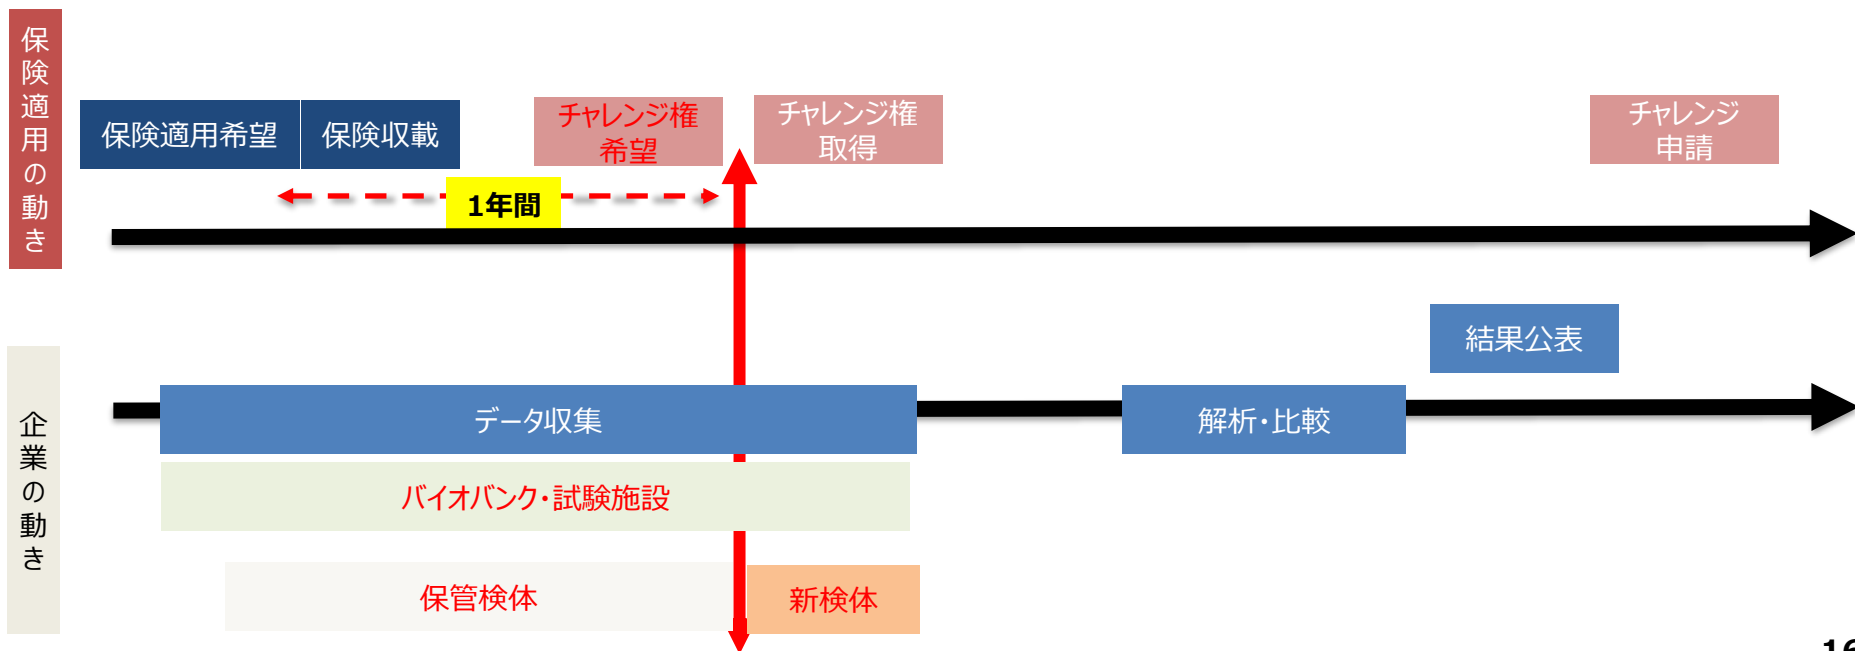 保険適用の動き
保険適用希望
保険収載
チャレンジ権
希望
チャレンジ権
取得
チャレンジ
申請
1年間
企業の動き
結果公表
データ収集
解析・比較
バイオバンク・試験施設
保管検体
新検体
16